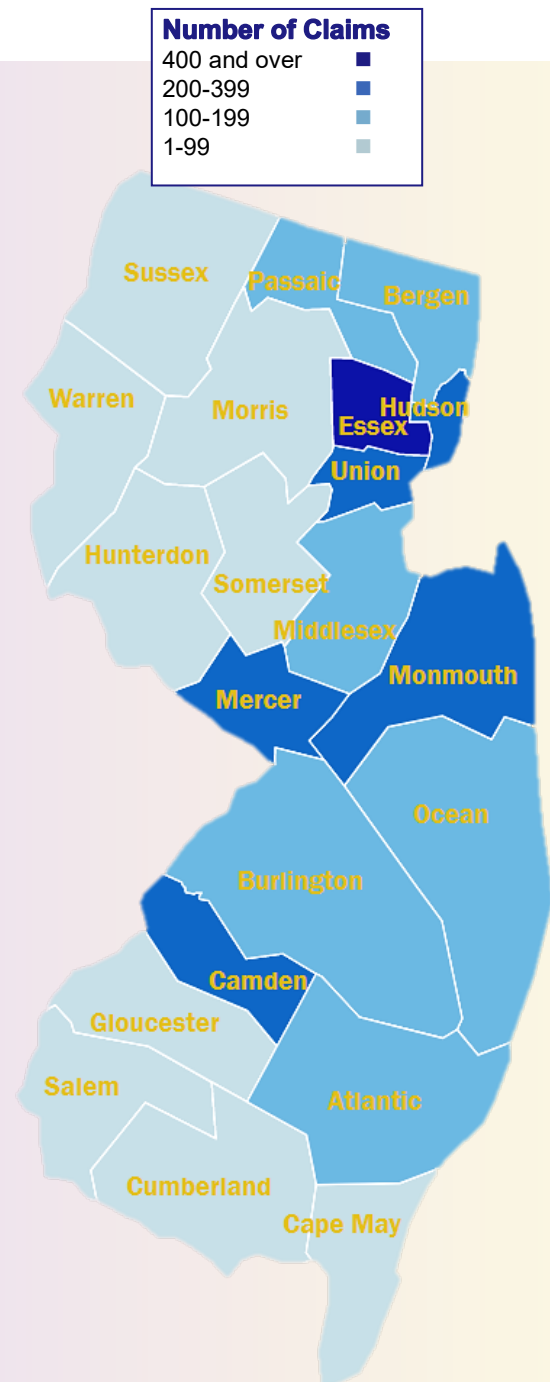 Number of Claims
400 and over
200-399
100-199
1-99
Sussex
Passaic
Bergen
Warren
Morris
Hudson
Essex
Union
Hunterdon
Somerset
Middlesex
Monmouth
Mercer
Ocean
Burlington
Camden
Gloucester
Salem
Atlantic
Cumberland
Cape May